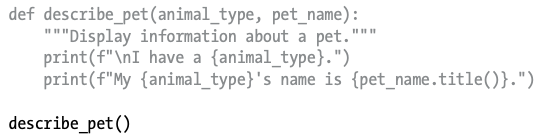 def describe_pet(animal_type, pet_name):
    """Display information about a pet."""
    print(f"\nI have a {animal_type}.")
    print(f"My {animal_type}'s name is {pet_name.title()}.")

describe_pet()